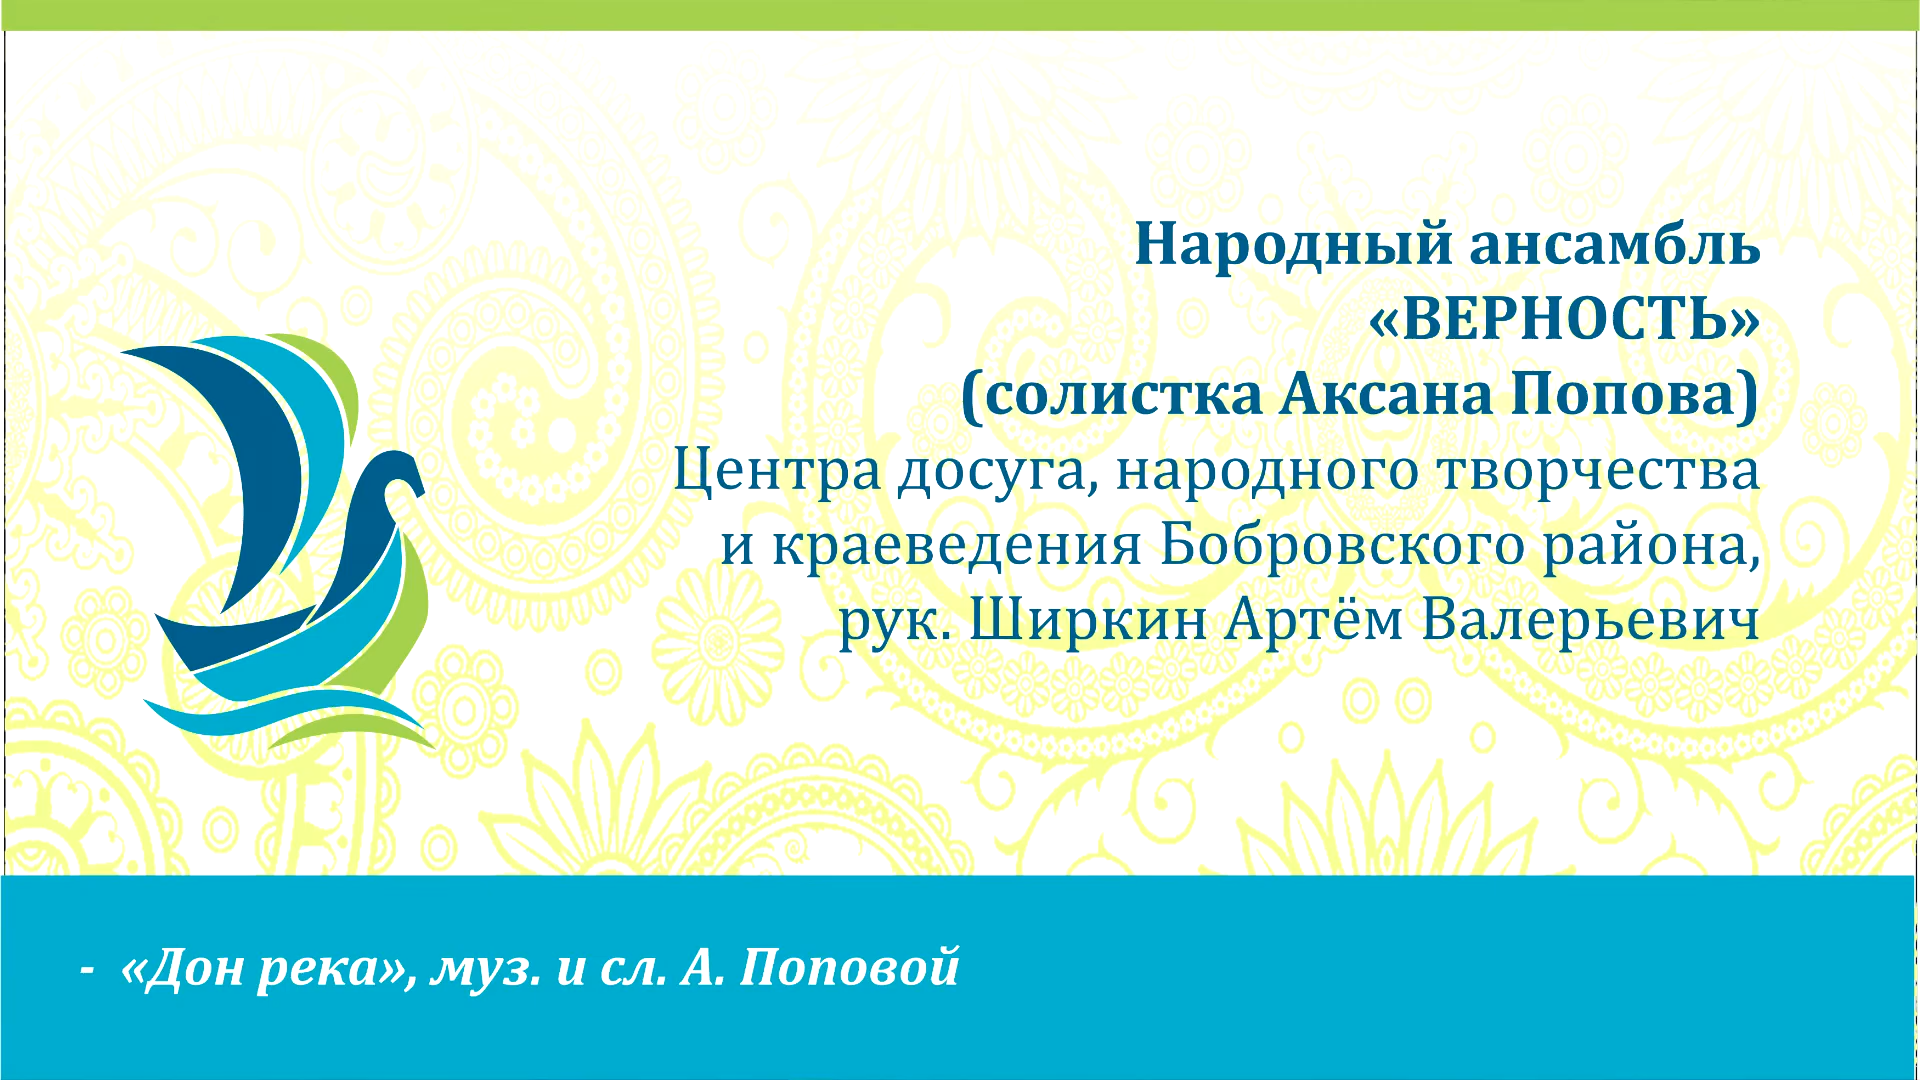 Народный ансамбль
«ВЕРНОСТЬ»
(солистка Аксана Попова)
Центра досуга, народного творчества
и краеведения Бобровского района,
рук. Ширкин Артём Валерьевич
- «Дон река», муз. и сл. А. Поповой